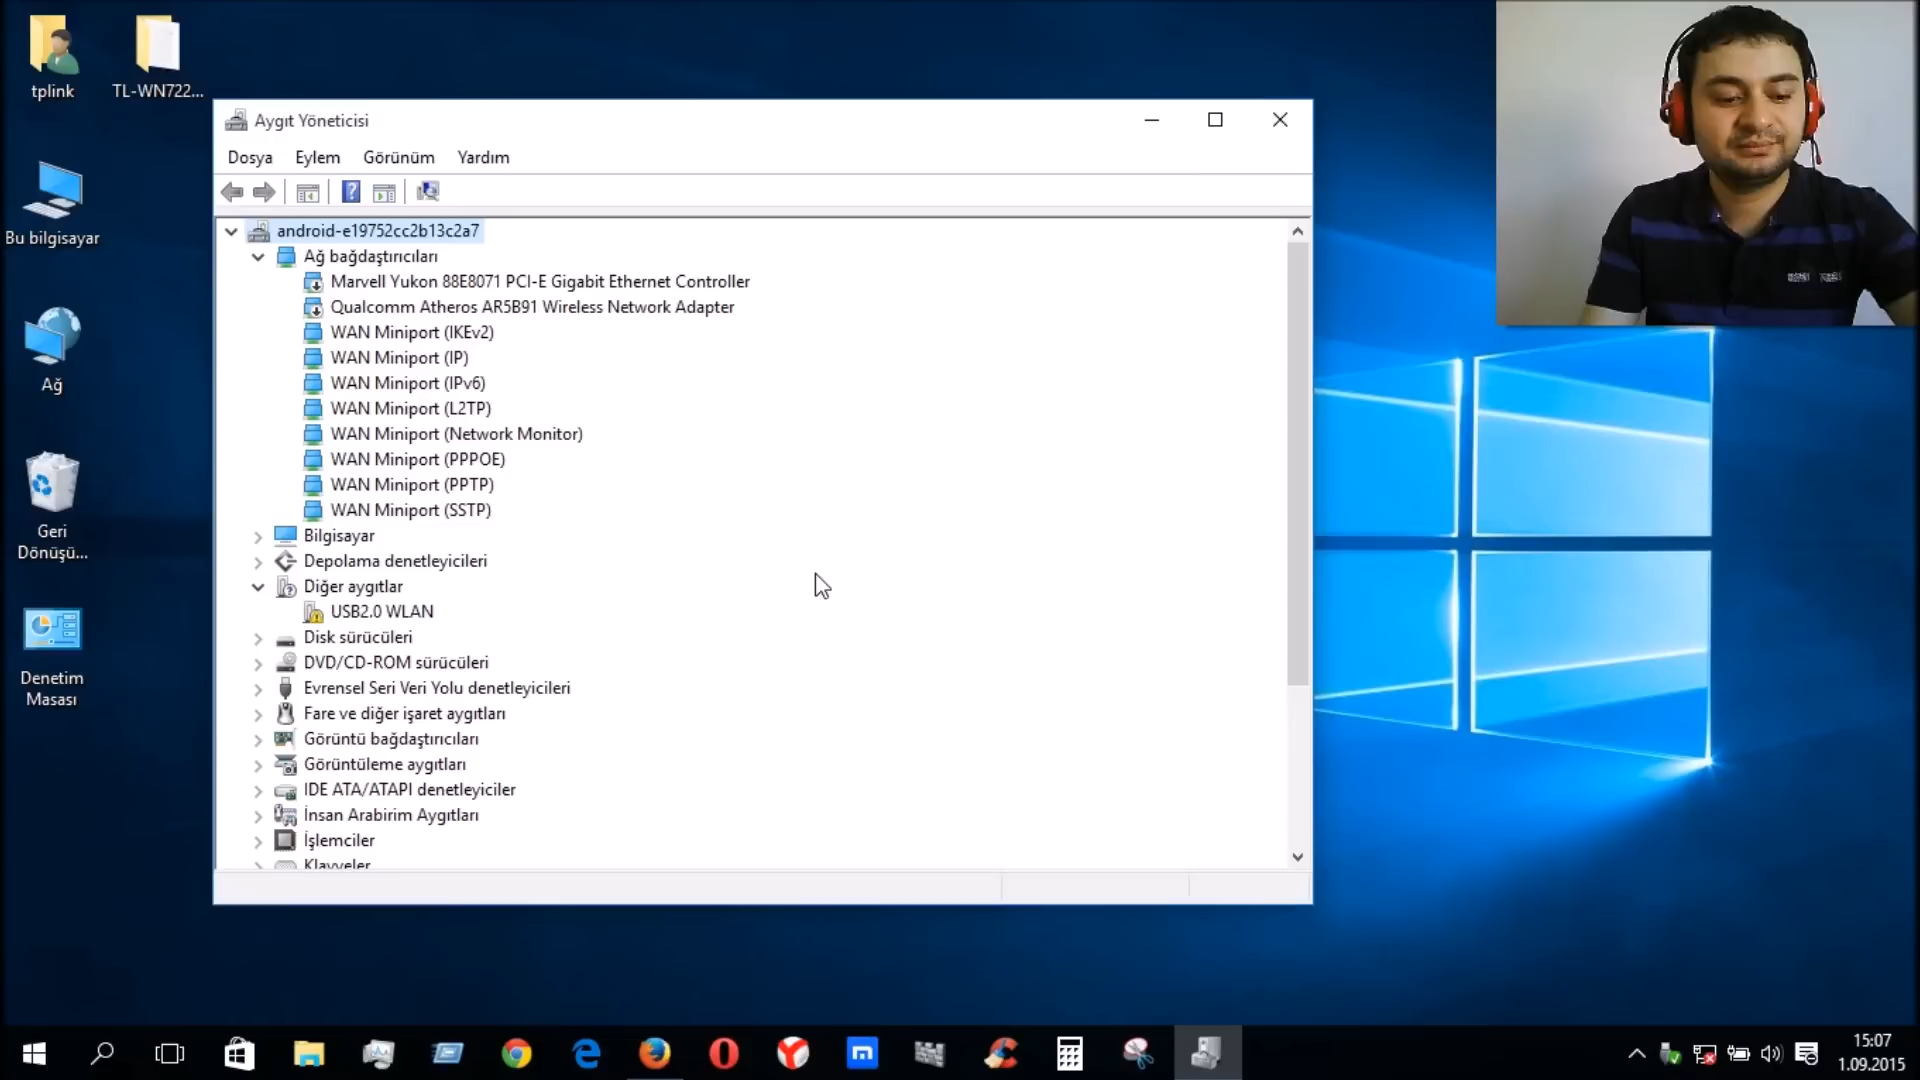 tplink
TL-WN722...
Bu bilgisayar
Ağ
Geri
Dönüşü...
Denetim
Masası
Aygıt Yöneticisi
Dosya Eylem Görünüm Yardım
android-e19752cc2b13c2a7
Ağ bağdaştırıcıları
Marvell Yukon 88E8071 PCI-E Gigabit Ethernet Controller
Qualcomm Atheros AR5B91 Wireless Network Adapter
WAN Miniport (IKEv2)
WAN Miniport (IP)
WAN Miniport (IPv6)
WAN Miniport (L2TP)
WAN Miniport (Network Monitor)
WAN Miniport (PPPOE)
WAN Miniport (PPTP)
WAN Miniport (SSTP)
Bilgisayar
Depolama denetleyicileri
Diğer aygıtlar
USB2.0 WLAN
Disk sürücüleri
DVD/CD-ROM sürücüleri
Evrensel Seri Veri Yolu denetleyicileri
Fare ve diğer işaret aygıtları
Görüntü bağdaştırıcıları
Görüntüleme aygıtları
IDE ATA/ATAPI denetleyiciler
İnsan Arabirim Aygıtları
İşlemciler
Klavyeler
15:07
1.09.2015